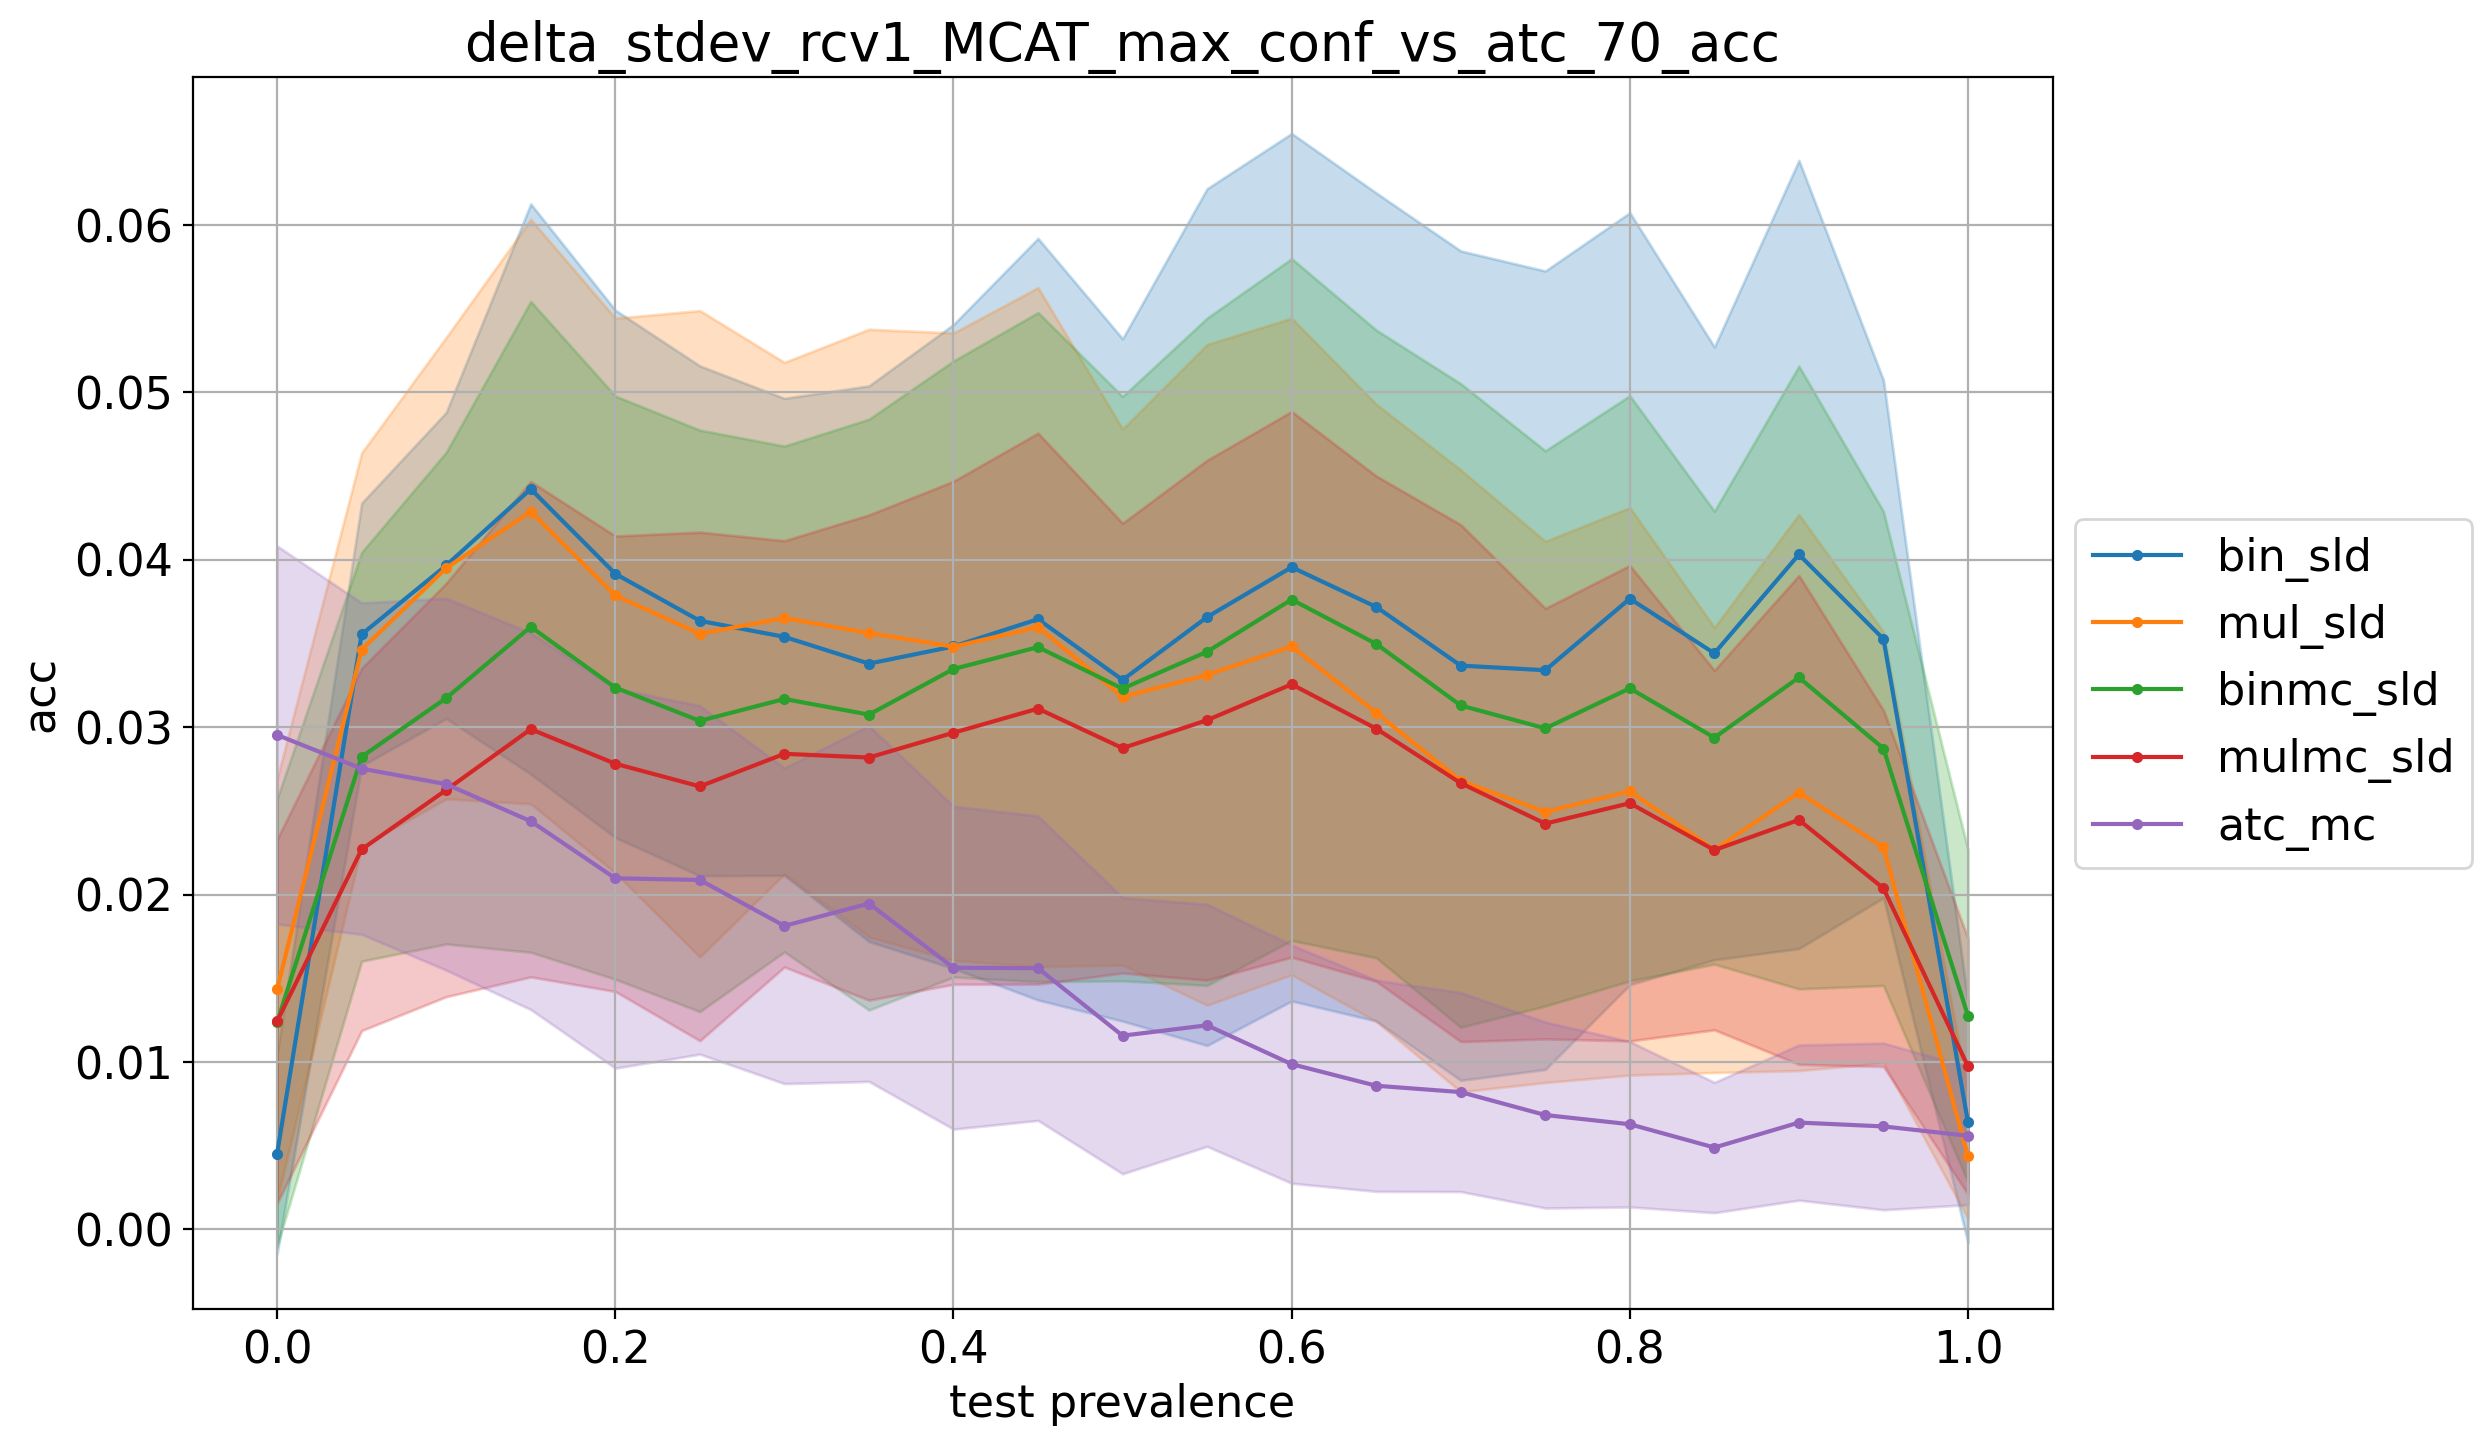 delta_stdev_rcv1_MCAT_max_conf_vs_atc_70_acc
0.06
0.05
0.04
0.03
0.02
0.01
0.00
acc
0.0 0.2 0.4 0.6 0.8 1.0
test prevalence
bin_sld
mul_sld
binmc_sld
mulmc_sld
atc_mc